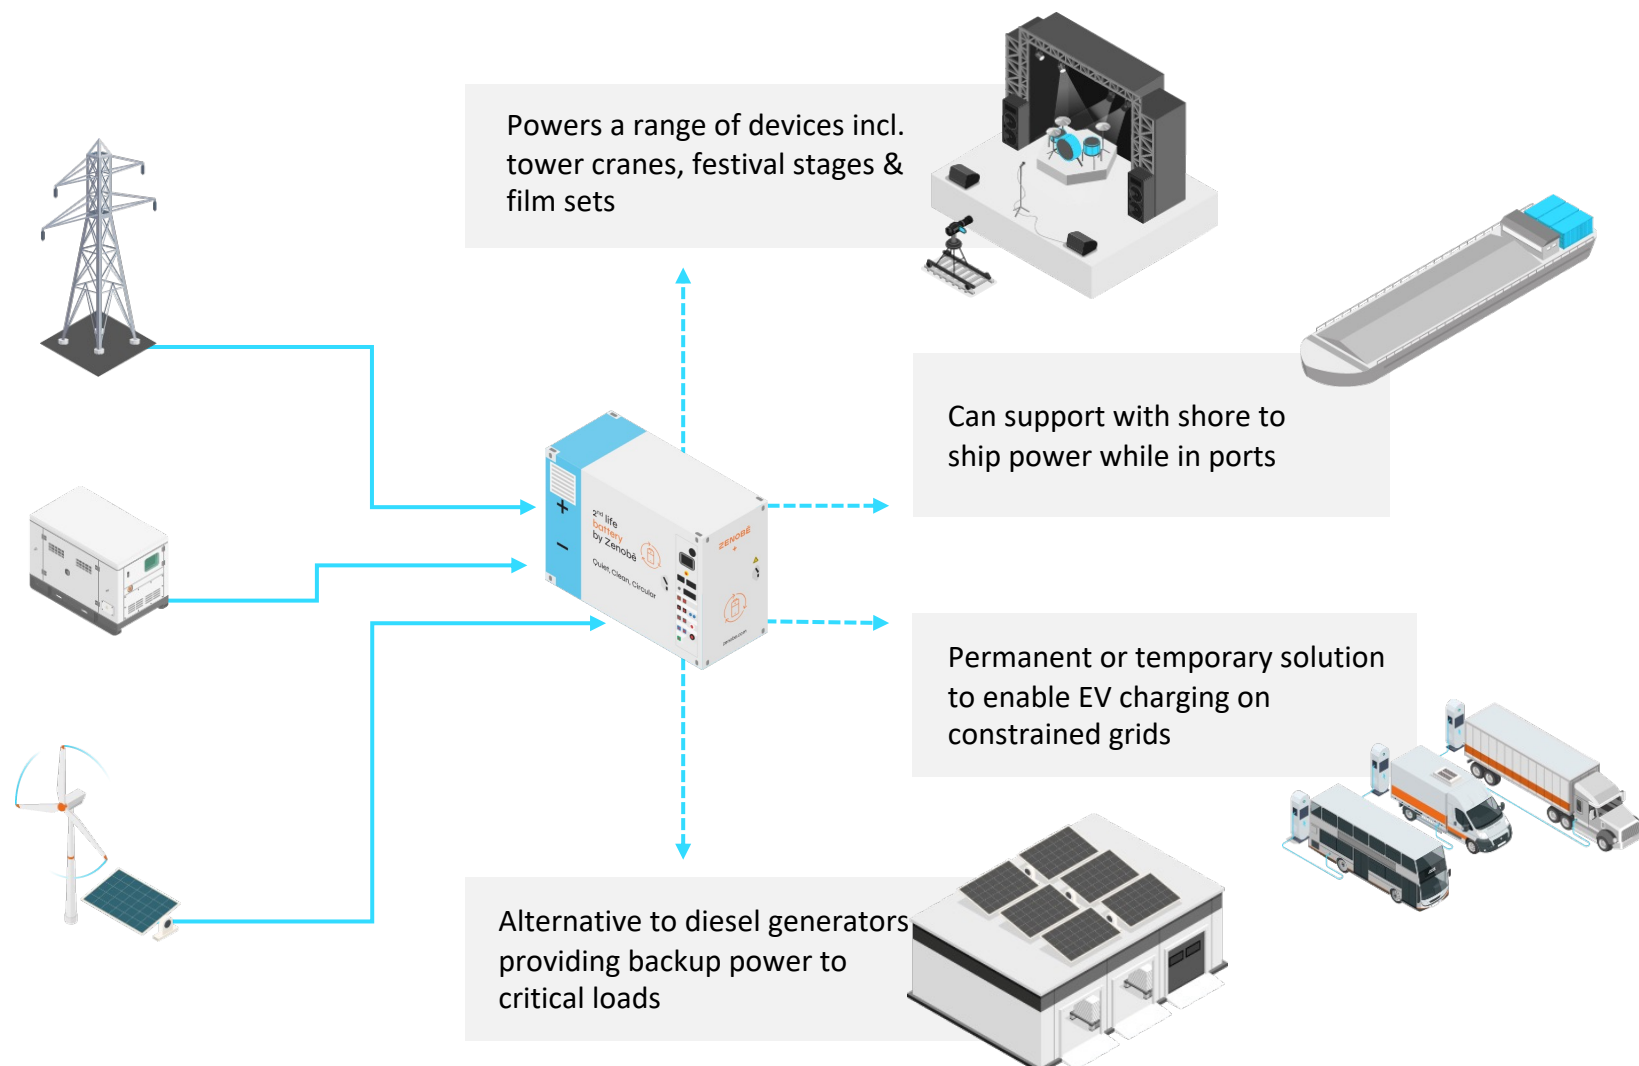 Powers a range of devices incl.
tower cranes, festival stages &
film sets
Can support with shore to
ship power while in ports
+
-
2nd life
battery
by Zenobē
Quiet, Clean, Circular
ZENOBĒ
+
zenobe.com
Permanent or temporary solution
to enable EV charging on
constrained grids
Alternative to diesel generators
providing backup power to
critical loads